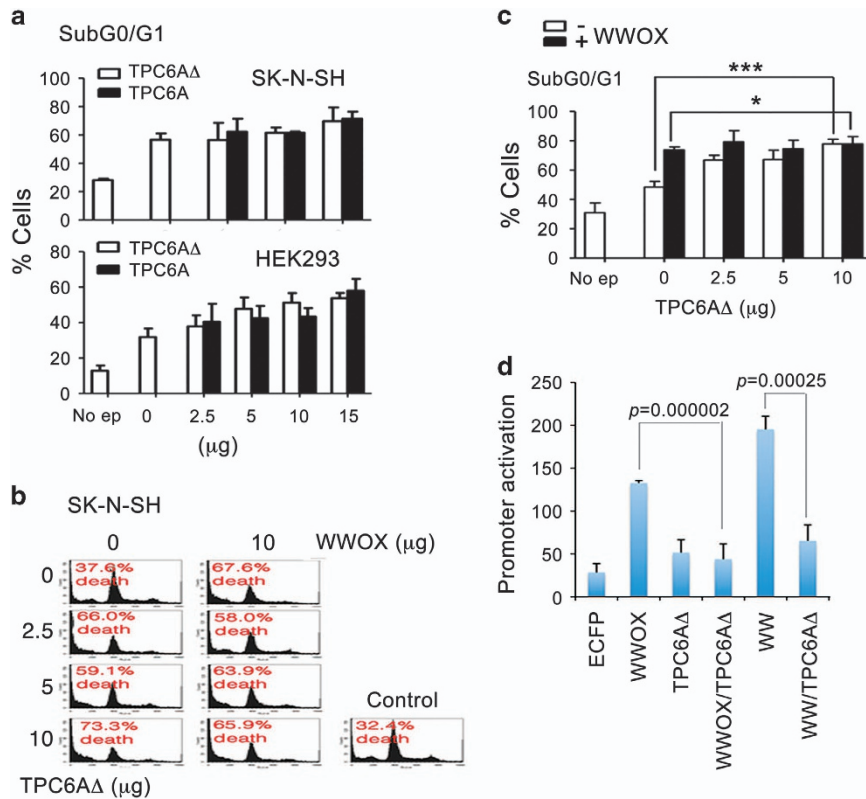 a
SubG0/G1
TPC6AΔ
TPC6A
SK-N-SH
100
80
60
40
20
0
% Cells
TPC6AΔ
TPC6A
HEK293
80
60
40
20
0
No ep 0 2.5 5 10 15
(µg)
b
SK-N-SH
0 10 WWOX (µg)
0
37.6% death
67.6% death
2.5
66.0% death
58.0% death
5
59.1% death
63.9% death
Control
10
73.3% death
65.9% death
32.4% death
TPC6AΔ (µg)
c
-
+ WWOX
SubG0/G1
***
*
100
80
60
40
20
0
% Cells
No ep 0 2.5 5 10
TPC6AΔ (µg)
d
p=0.00025
p=0.000002
250
200
150
100
50
0
Promoter activation
ECFP
WWOX
TPC6AΔ
WWOX/TPC6AΔ
WW
WW/TPC6AΔ